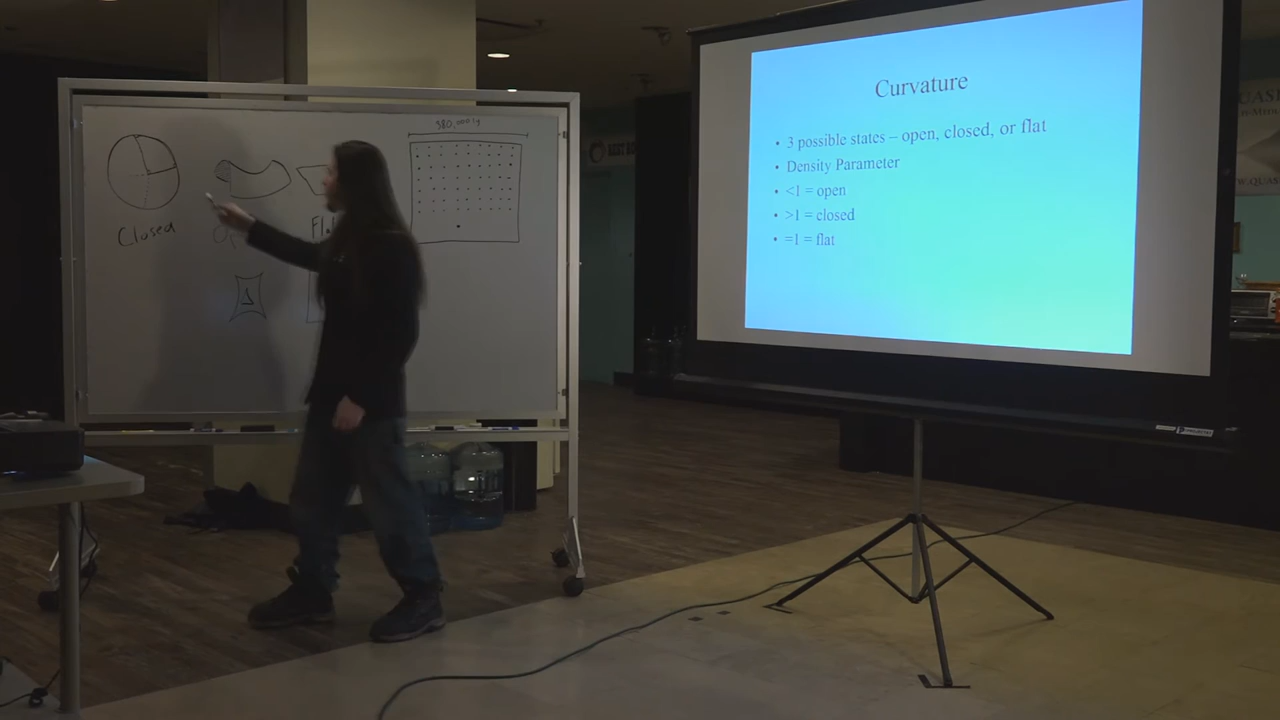 380,000 ly
Closed
Curvature
• 3 possible states – open, closed, or flat
• Density Parameter
• <1 = open
• >1 = closed
• =1 = flat